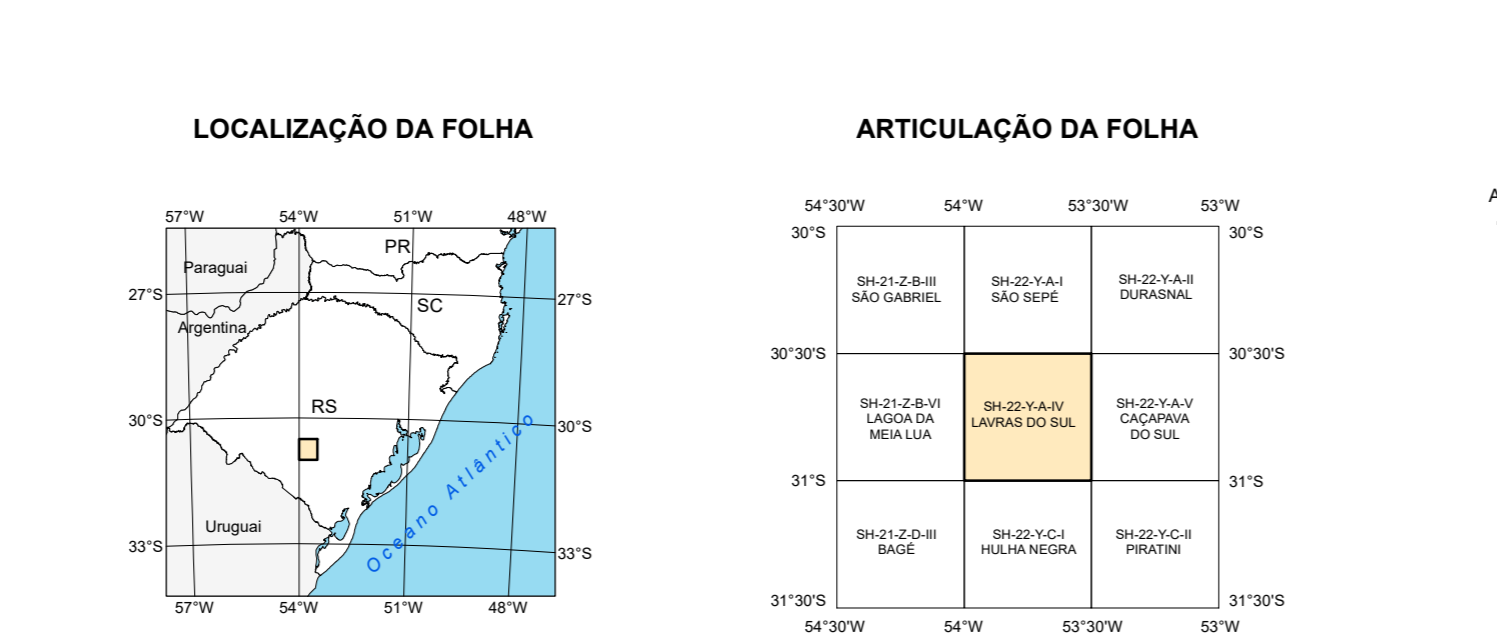 LOCALIZAÇÃO DA FOLHA
57°W 54°W 51°W 48°W
PR
Paraguai
27°S 27°S
SC
Argentina
RS
30°S 30°S
Oceano Atlântico
Uruguai
33°S 33°S
57°W 54°W 51°W 48°W
ARTICULAÇÃO DA FOLHA
54°30'W 54°W 53°30'W 53°W
30°S 30°S
SH-21-Z-B-III
SÃO GABRIEL
SH-22-Y-A-I
SÃO SEPÉ
SH-22-Y-A-II
DURASNAL
30°30'S 30°30'S
SH-21-Z-B-VI
LAGOA DA
MEIA LUA
SH-22-Y-A-IV
LAVRAS DO SUL
SH-22-Y-A-V
CAÇAPAVA
DO SUL
31°S 31°S
SH-21-Z-D-III
BAGÉ
SH-22-Y-C-I
HULHA NEGRA
SH-22-Y-C-II
PIRATINI
31°30'S 31°30'S
54°30'W 54°W 53°30'W 53°W